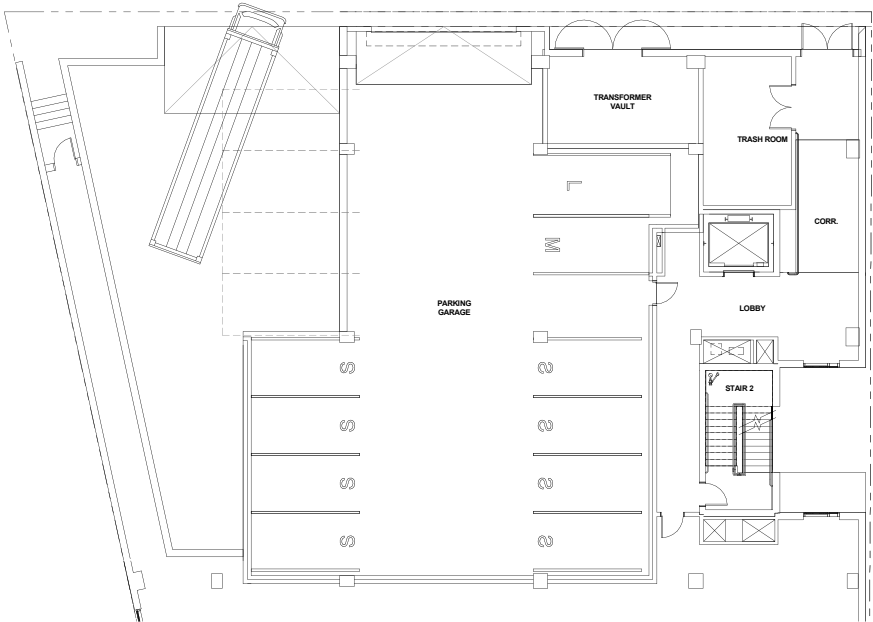 TRANSFORMER
VAULT
TRASH ROOM
L
CORR.
M
PARKING
GARAGE
LOBBY
S S
STAIR 2
S S
S S
S S